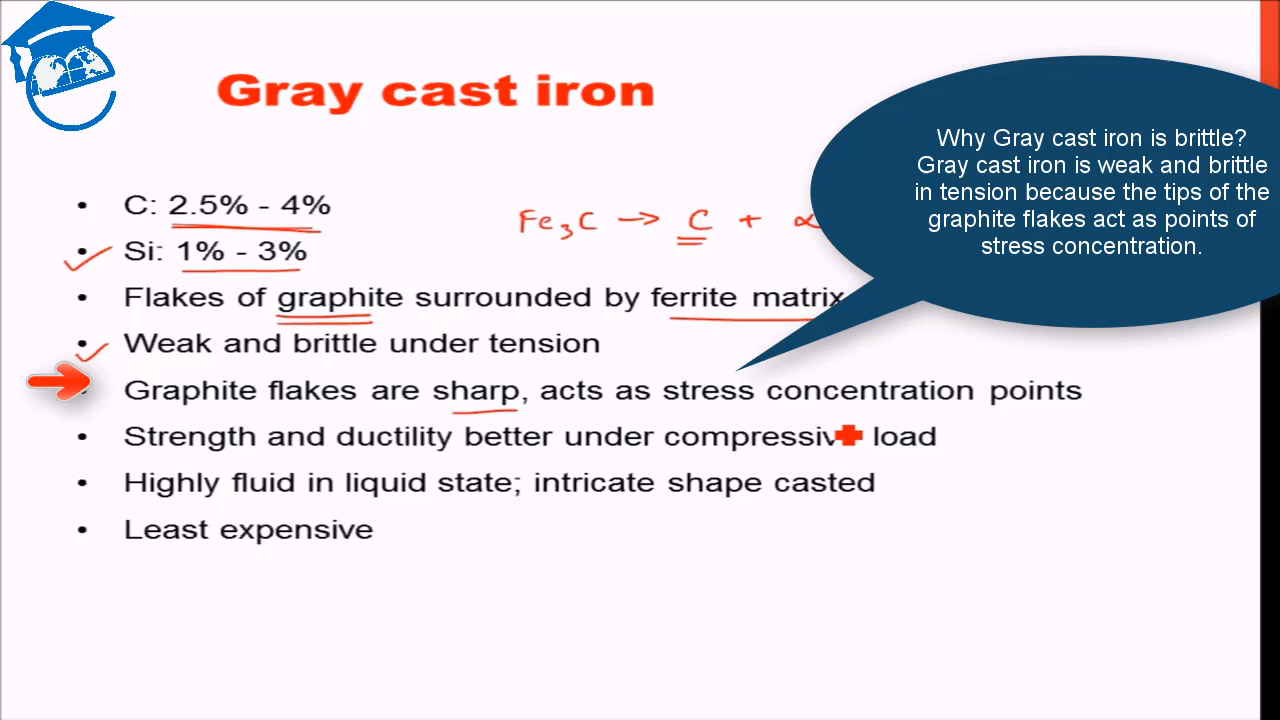 Gray cast iron
Why Gray cast iron is brittle?
Gray cast iron is weak and brittle
in tension because the tips of the
graphite flakes act as points of
stress concentration.
• C: 2.5% - 4%
Fe₃C → C + α
• Si: 1% - 3%
• Flakes of graphite surrounded by ferrite matrix
• Weak and brittle under tension
• Graphite flakes are sharp, acts as stress concentration points
• Strength and ductility better under load
• Highly fluid in liquid state; intricate shape casted
• Least expensive